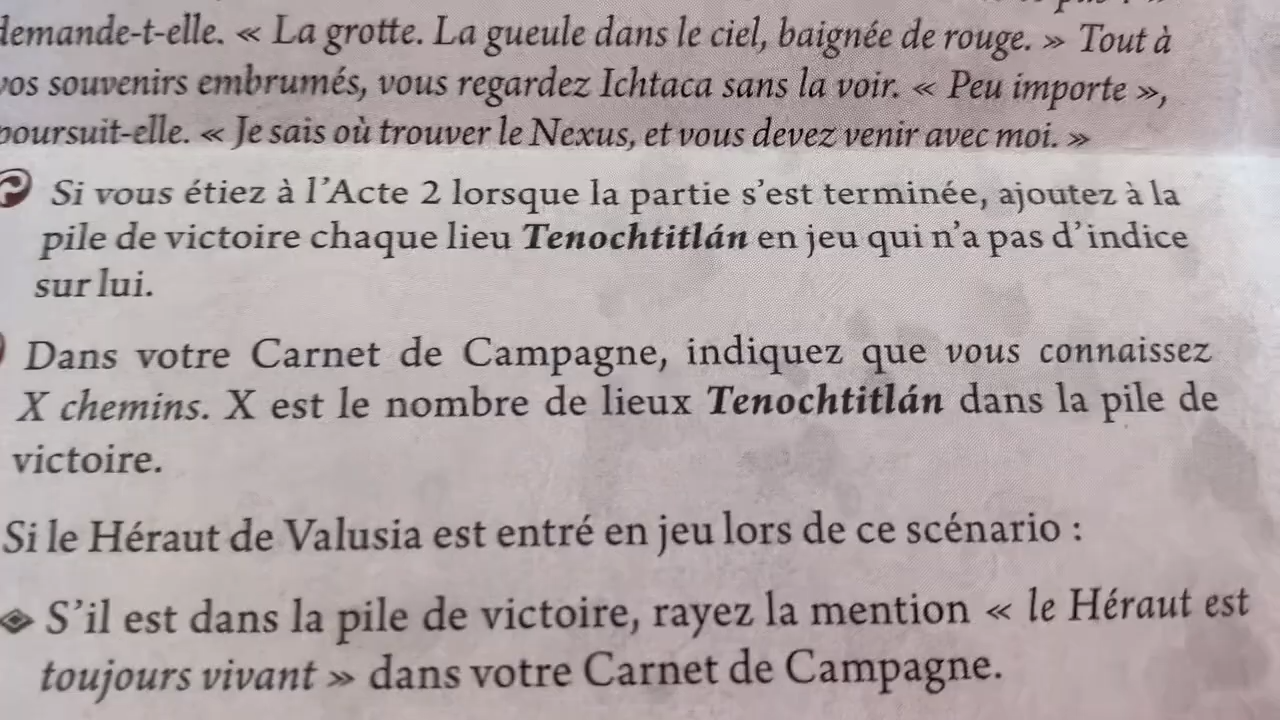 demande-t-elle. « La grotte. La gueule dans le ciel, baignée de rouge. » Tout à
vos souvenirs embrumés, vous regardez Ichtaca sans la voir. « Peu importe »,
poursuit-elle. « Je sais où trouver le Nexus, et vous devez venir avec moi. »
Si vous étiez à l'Acte 2 lorsque la partie s'est terminée, ajoutez à la
pile de victoire chaque lieu Tenochtitlán en jeu qui n'a pas d'indice
sur lui.
Dans votre Carnet de Campagne, indiquez que vous connaissez
X chemins. X est le nombre de lieux Tenochtitlán dans la pile de
victoire.
Si le Héraut de Valusia est entré en jeu lors de ce scénario :
S'il est dans la pile de victoire, rayez la mention « le Héraut est
toujours vivant » dans votre Carnet de Campagne.